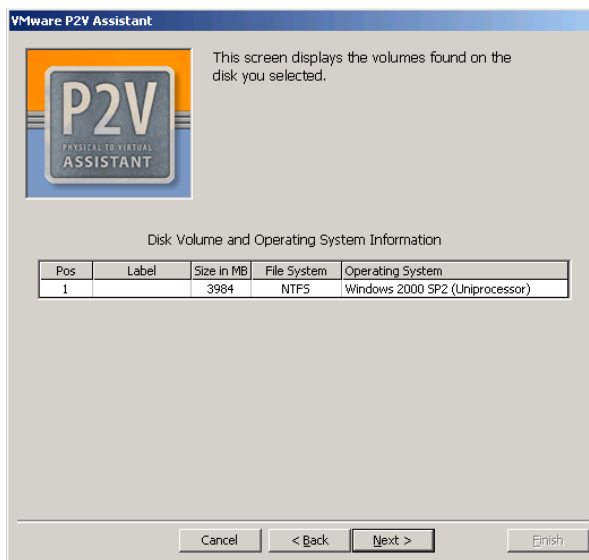 VMware P2V Assistant
This screen displays the volumes found on the
disk you selected.
P2V
PHYSICAL TO VIRTUAL
ASSISTANT
Disk Volume and Operating System Information
Pos Label Size in MB File System Operating System
1 3984 NTFS Windows 2000 SP2 (Uniprocessor)
Cancel < Back Next > Finish